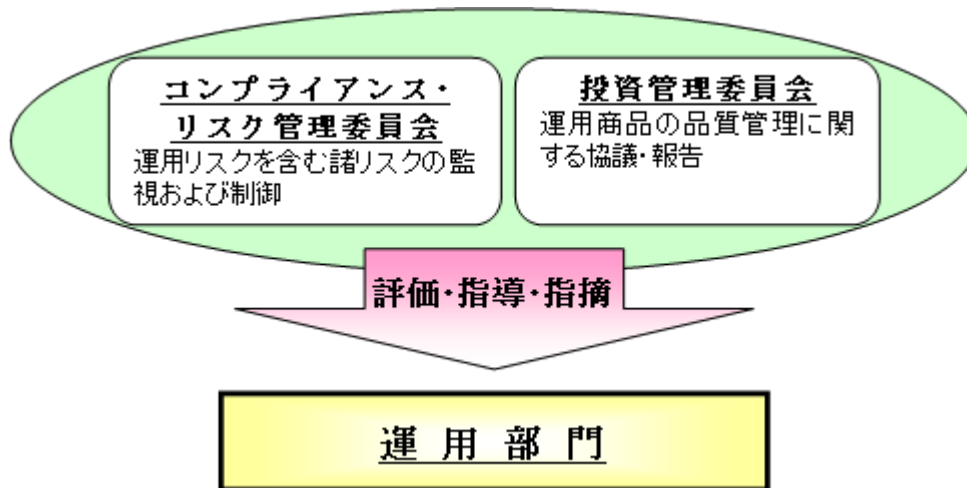 コンプライアンス・
リスク管理委員会
運用リスクを含む諸リスクの監
視および制御
投資管理委員会
運用商品の品質管理に関
する協議・報告
評価・指導・指摘
運用部門